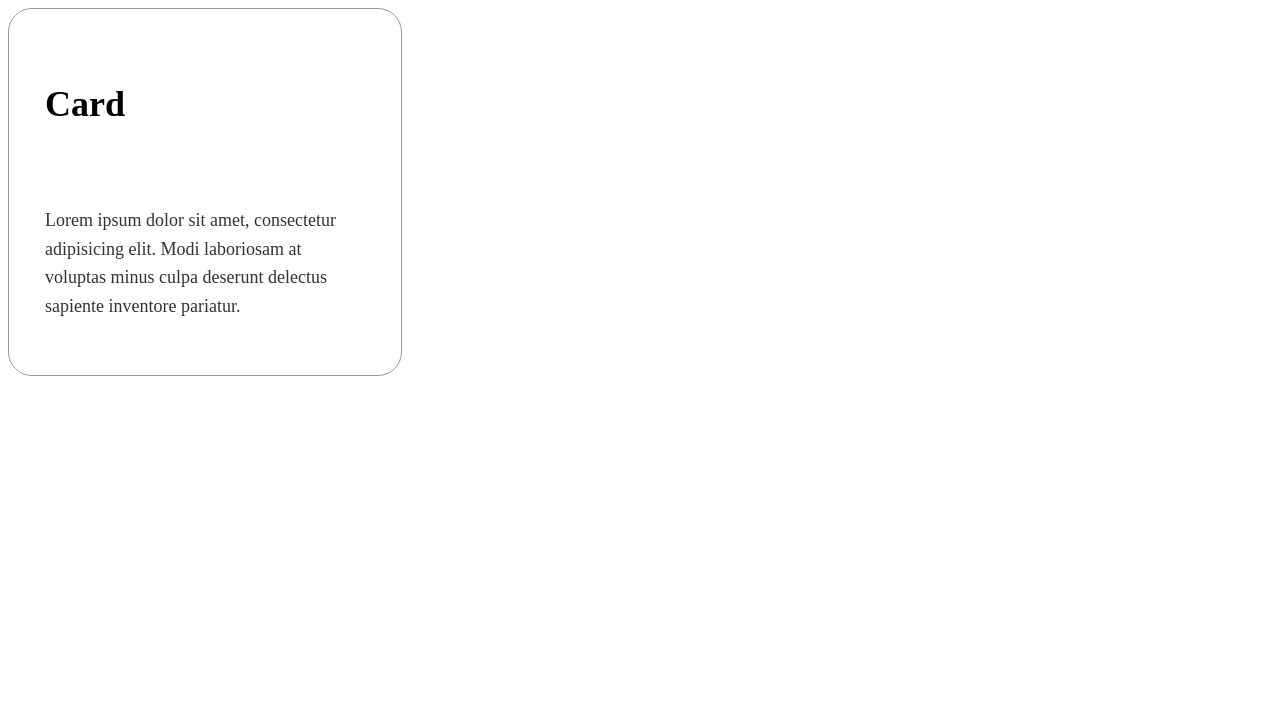 Card
Lorem ipsum dolor sit amet, consectetur
adipisicing elit. Modi laboriosam at
voluptas minus culpa deserunt delectus
sapiente inventore pariatur.